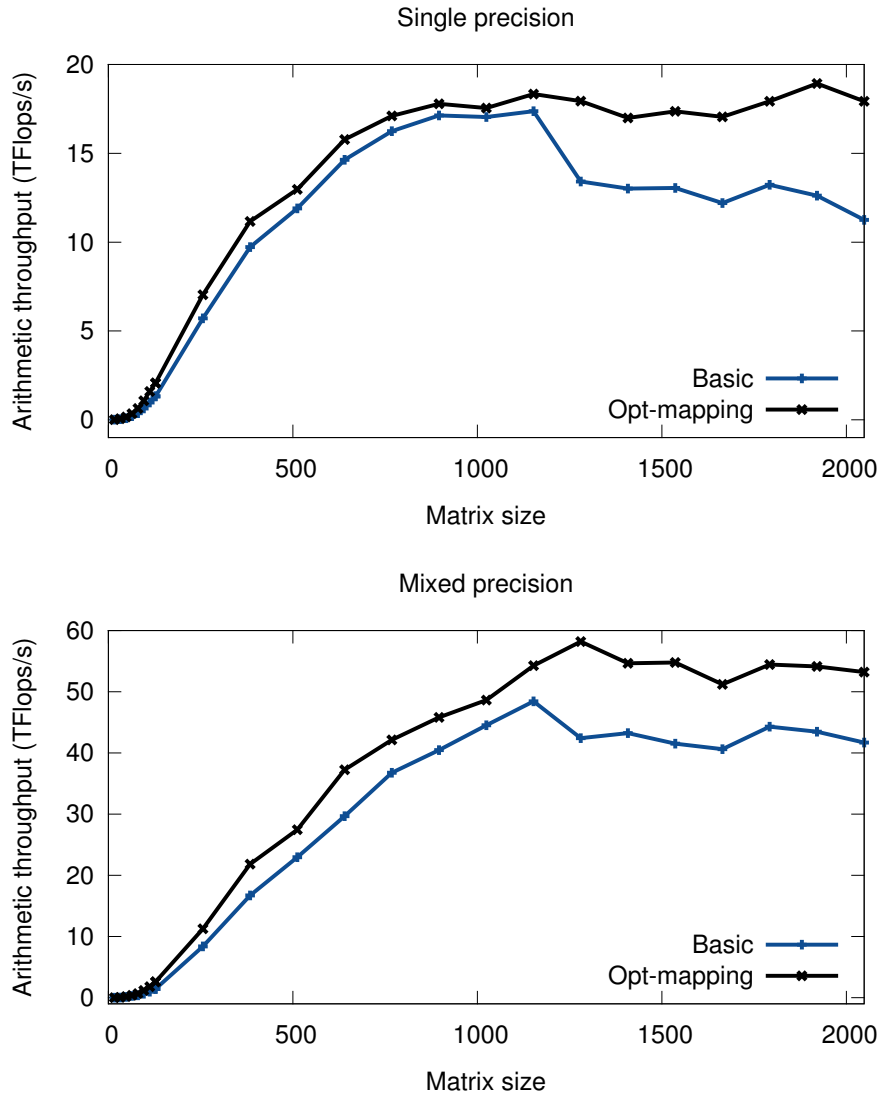 Single precision
Arithmetic throughput (TFlops/s)
20
15
10
5
0
Basic
Opt-mapping
0 500 1000 1500 2000
Matrix size
Mixed precision
Arithmetic throughput (TFlops/s)
60
50
40
30
20
10
0
Basic
Opt-mapping
0 500 1000 1500 2000
Matrix size